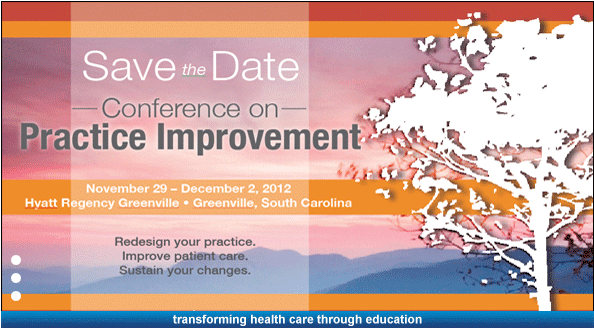 Save the Date
Conference on
Practice Improvement
November 29 – December 2, 2012
Hyatt Regency Greenville • Greenville, South Carolina
Redesign your practice.
Improve patient care.
Sustain your changes.
transforming health care through education